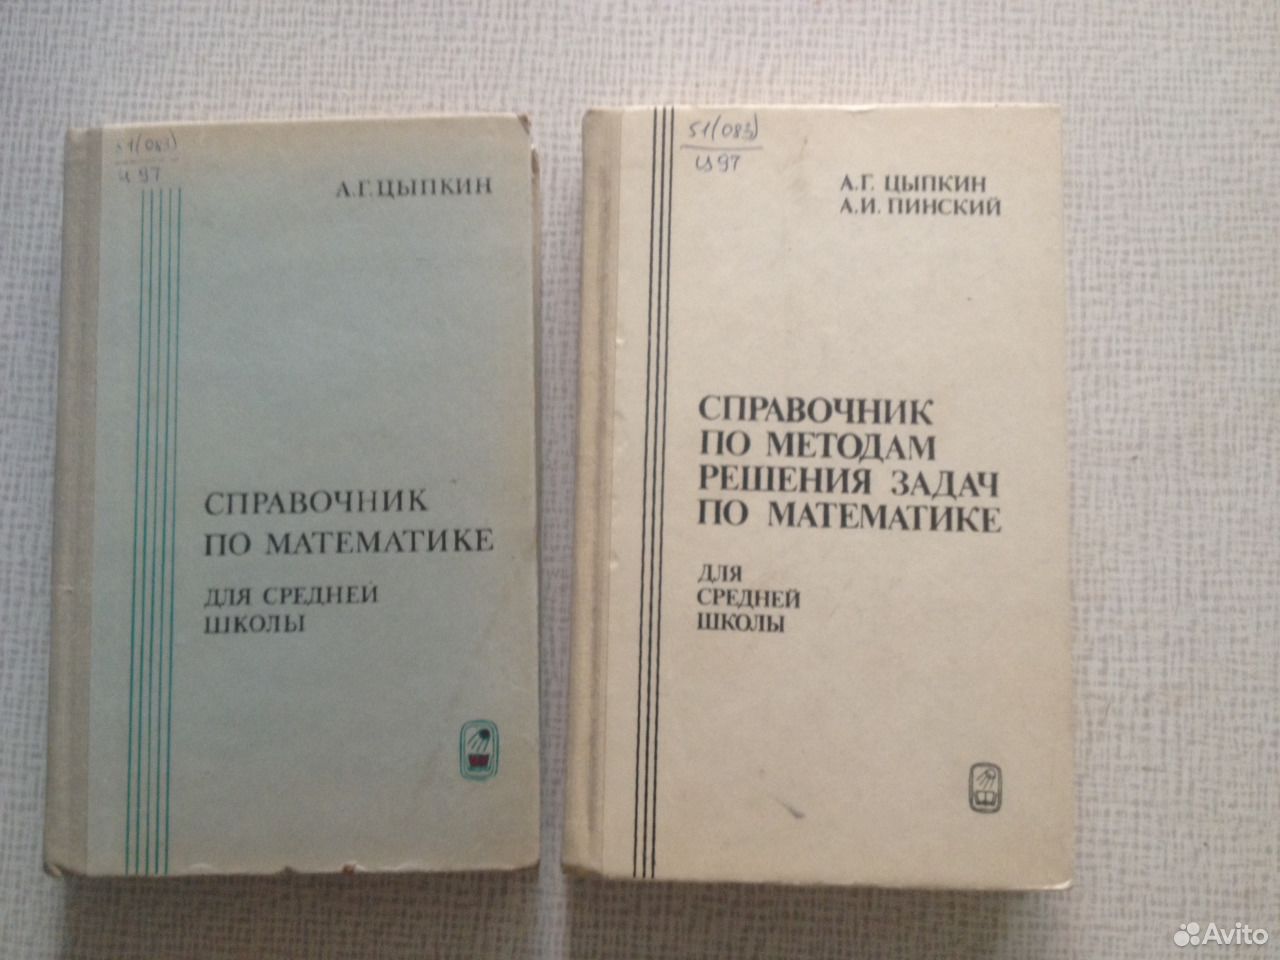 51(083)
Ц97
А.Г. ЦЫПКИН
СПРАВОЧНИК
ПО МАТЕМАТИКЕ
ДЛЯ СРЕДНЕЙ
ШКОЛЫ
51(083)
Ц97
А.Г. ЦЫПКИН
А.И. ПИНСКИЙ
СПРАВОЧНИК
ПО МЕТОДАМ
РЕШЕНИЯ ЗАДАЧ
ПО МАТЕМАТИКЕ
ДЛЯ
СРЕДНЕЙ
ШКОЛЫ
Avito